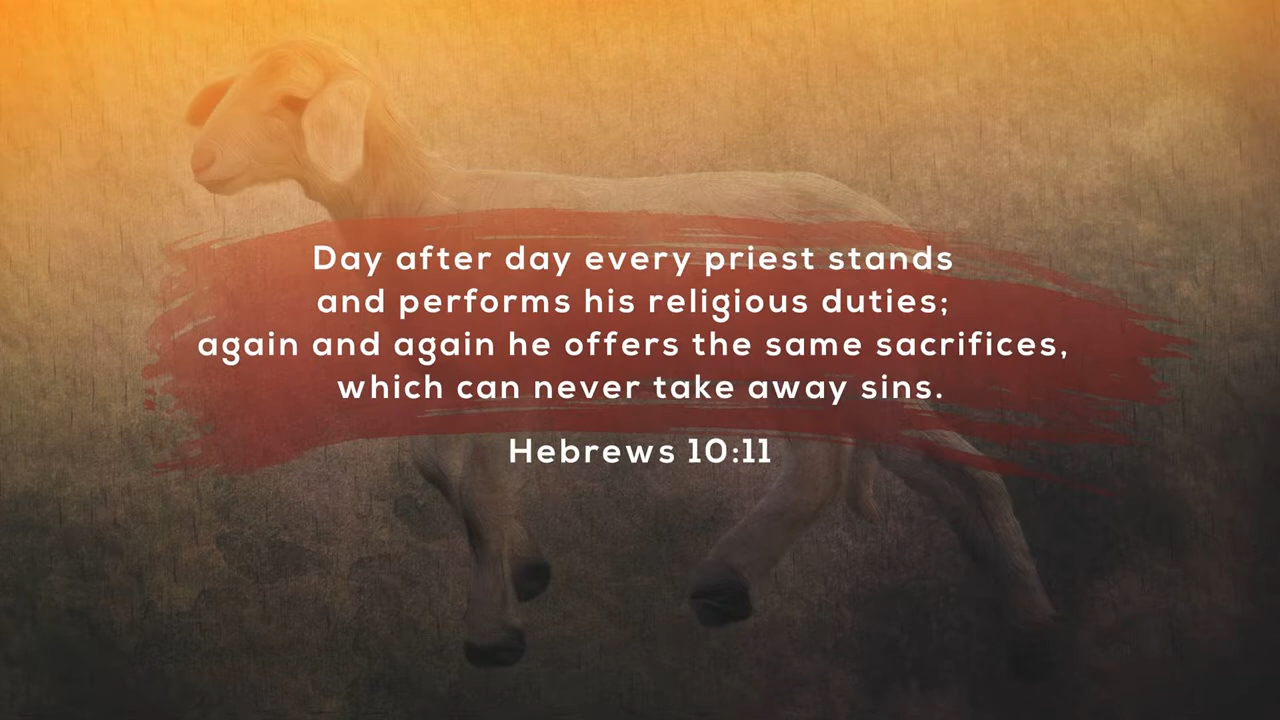 Day after day every priest stands
and performs his religious duties;
again and again he offers the same sacrifices,
which can never take away sins.
Hebrews 10:11